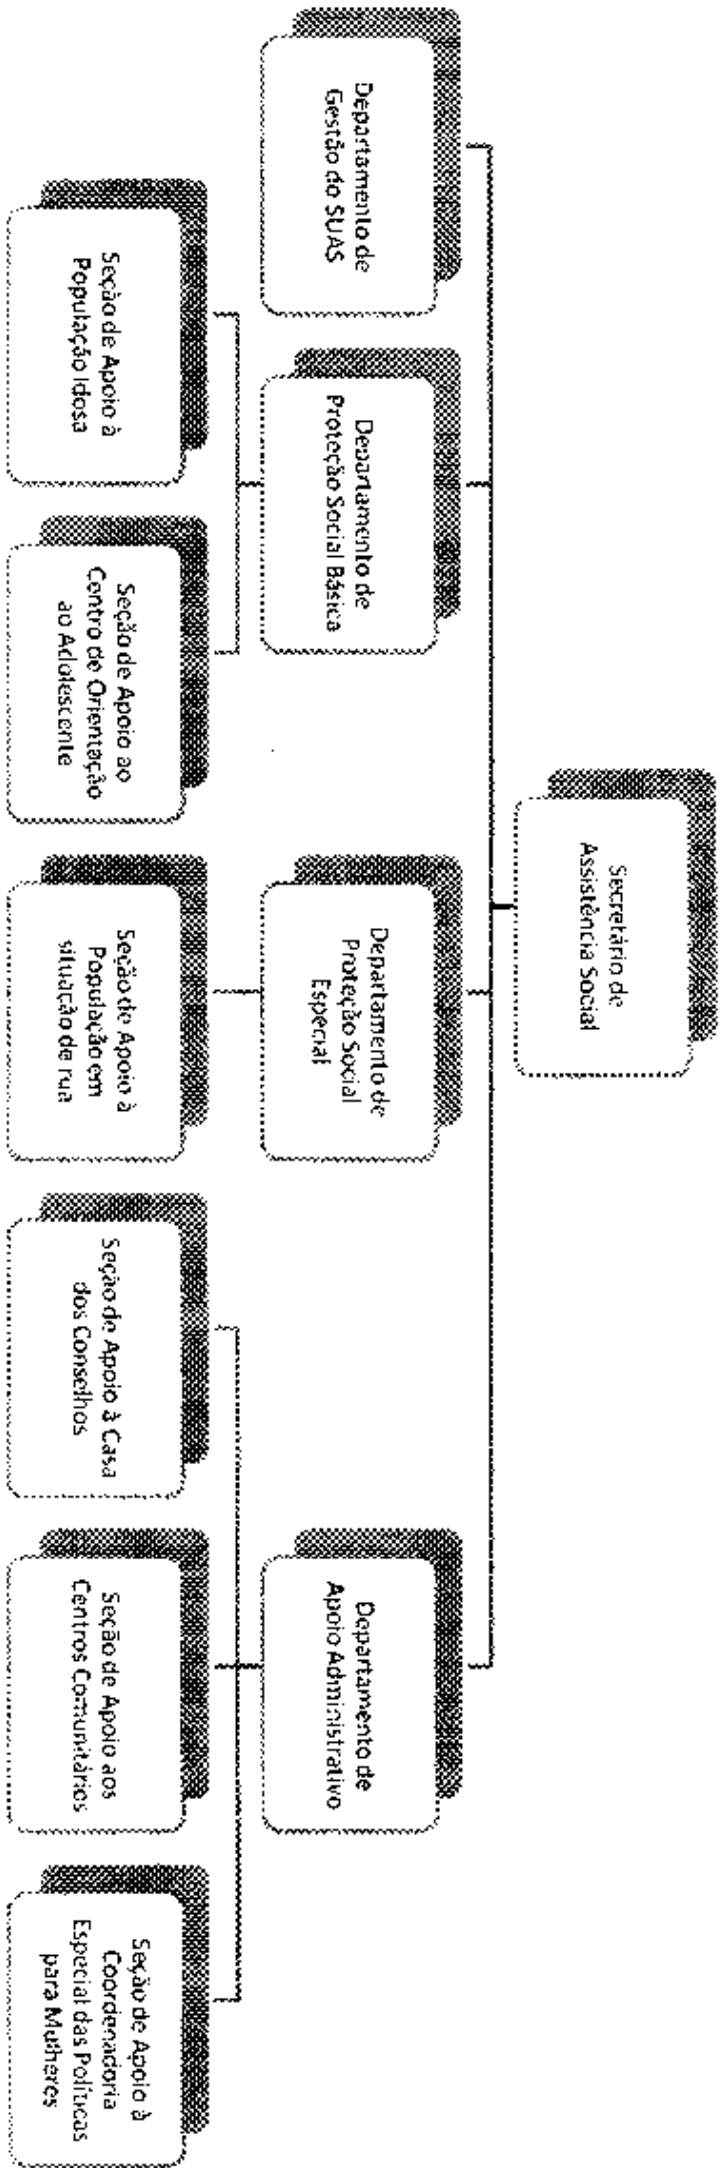 Secretário de
Assistência Social
Departamento de
Gestão do SUAS
Departamento de
Proteção Social Básica
Departamento de
Proteção Social
Especial
Departamento de
Apoio Administrativo
Seção de Apoio à
População Idosa
Seção de Apoio ao
Centro de Orientação
ao Adolescente
Seção de Apoio à
População em
situação de rua
Seção de Apoio à Casa
dos Conselhos
Seção de Apoio aos
Centros Comunitários
Seção de Apoio à
Coordenadoria
Especial das Políticas
para Mulheres